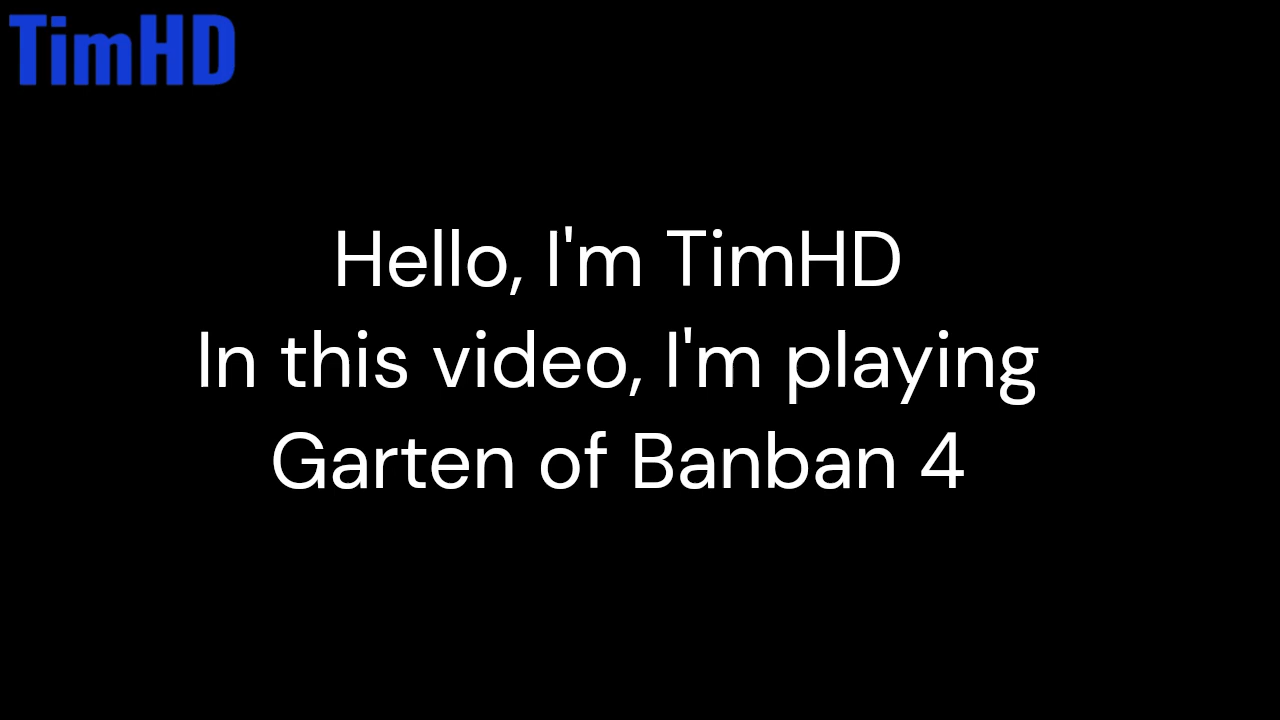 TimHD
Hello, I'm TimHD
In this video, I'm playing
Garten of Banban 4